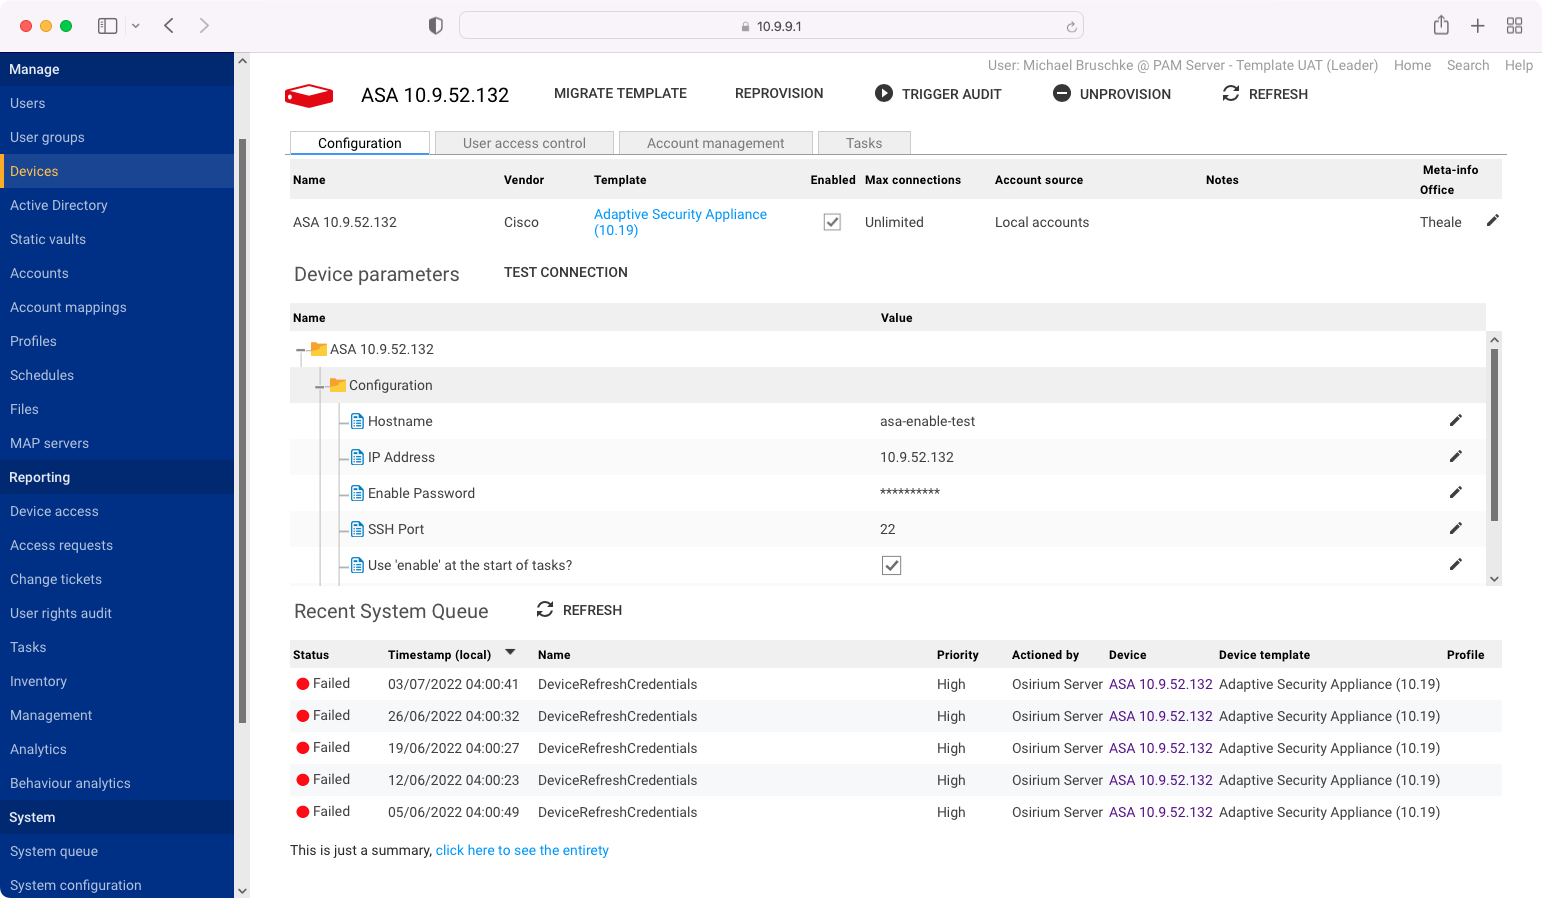 10.9.9.1
User: Michael Bruschke @ PAM Server - Template UAT (Leader) Home Search Help
Manage
Users
User groups
Devices
Active Directory
Static vaults
Accounts
Account mappings
Profiles
Schedules
Files
MAP servers
Reporting
Device access
Access requests
Change tickets
User rights audit
Tasks
Inventory
Management
Analytics
Behaviour analytics
System
System queue
System configuration
ASA 10.9.52.132 MIGRATE TEMPLATE REPROVISION TRIGGER AUDIT UNPROVISION REFRESH
Configuration User access control Account management Tasks
Name Vendor Template Enabled Max connections Account source Notes Meta-info
Office
ASA 10.9.52.132 Cisco Adaptive Security Appliance Unlimited Local accounts Theale
(10.19)
Device parameters TEST CONNECTION
Name Value
ASA 10.9.52.132
Configuration
Hostname asa-enable-test
IP Address 10.9.52.132
Enable Password **********
SSH Port 22
Use 'enable' at the start of tasks?
Recent System Queue REFRESH
Status Timestamp (local) Name Priority Actioned by Device Device template Profile
Failed 03/07/2022 04:00:41 DeviceRefreshCredentials High Osirium Server ASA 10.9.52.132 Adaptive Security Appliance (10.19)
Failed 26/06/2022 04:00:32 DeviceRefreshCredentials High Osirium Server ASA 10.9.52.132 Adaptive Security Appliance (10.19)
Failed 19/06/2022 04:00:27 DeviceRefreshCredentials High Osirium Server ASA 10.9.52.132 Adaptive Security Appliance (10.19)
Failed 12/06/2022 04:00:23 DeviceRefreshCredentials High Osirium Server ASA 10.9.52.132 Adaptive Security Appliance (10.19)
Failed 05/06/2022 04:00:49 DeviceRefreshCredentials High Osirium Server ASA 10.9.52.132 Adaptive Security Appliance (10.19)
This is just a summary, click here to see the entirety